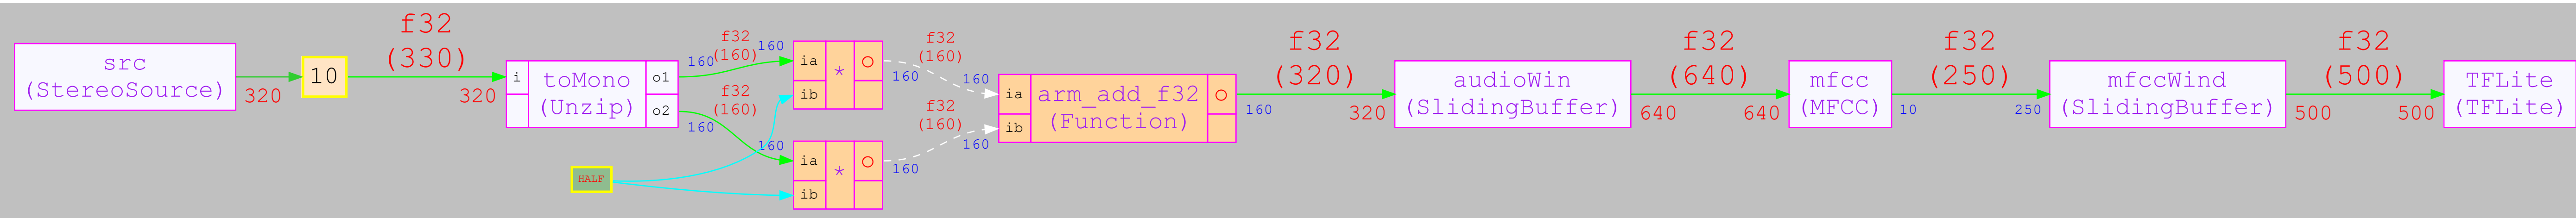 src
(StereoSource)
320
10
f32
(330)
320
i
toMono
(Unzip)
o1
o2
160
f32
(160)
160
160
f32
(160)
160
HALF
ia
ib
*
o
160
ia
ib
*
o
160
f32
(160)
160
f32
(160)
160
ia
ib
arm_add_f32
(Function)
o
160
f32
(320)
320
audioWin
(SlidingBuffer)
640
f32
(640)
640
mfcc
(MFCC)
10
f32
(250)
250
mfccWind
(SlidingBuffer)
500
f32
(500)
500
TFLite
(TFLite)